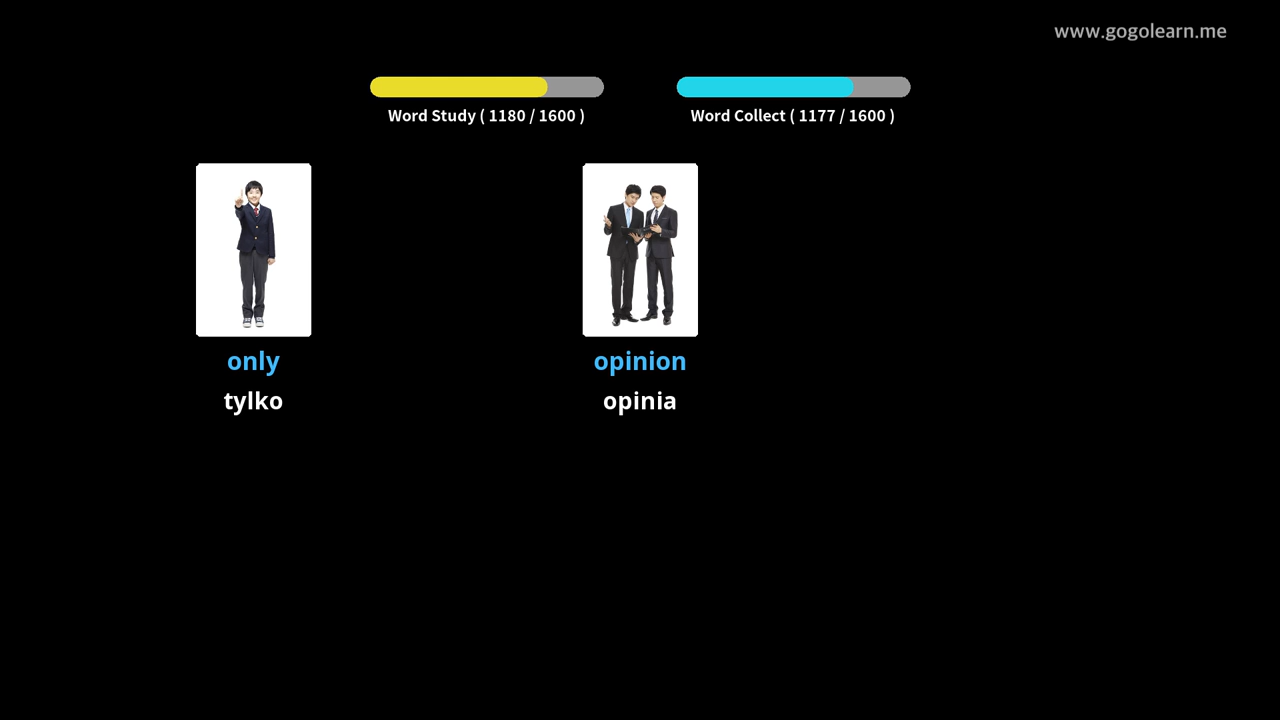 www.gogolearn.me
Word Study ( 1180 / 1600 )
Word Collect ( 1177 / 1600 )
only
tylko
opinion
opinia